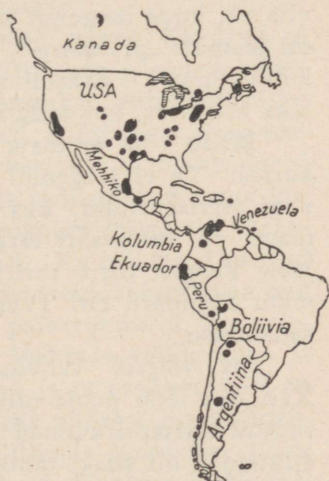 Kanada
USA
Mehhiko
Venezuela
Kolumbia
Ekuador
Peru
Boliivia
Argentiina